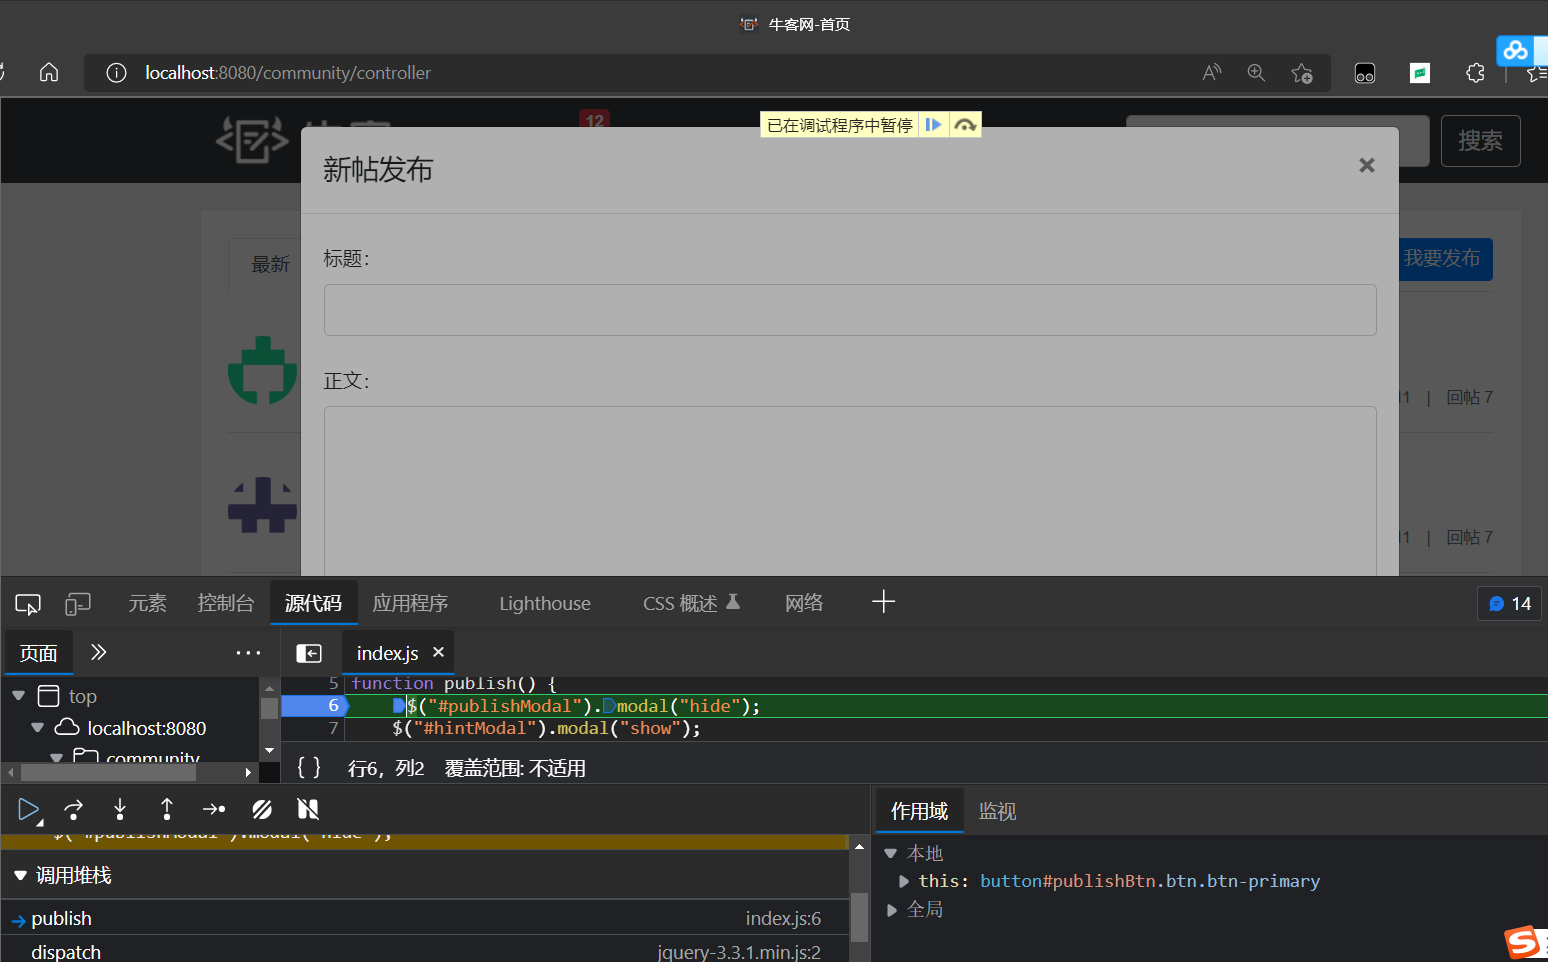 牛客网-首页
localhost:8080/community/controller
12
已在调试程序中暂停
搜索
新帖发布
×
标题：
最新
我要发布
正文：
11 | 回帖 7
11 | 回帖 7
元素 控制台 源代码 应用程序 Lighthouse CSS 概述 网络 14
页面
index.js ×
top
localhost:8080
community
5 function publish() {
6 $("#publishModal").modal("hide");
7 $("#hintModal").modal("show");
{ } 行6，列2 覆盖范围: 不适用
$("#publishModal").modal("hide");
作用域 监视
调用堆栈
publish index.js:6
dispatch jquery-3.3.1.min.js:2
本地
this: button#publishBtn.btn.btn-primary
全局